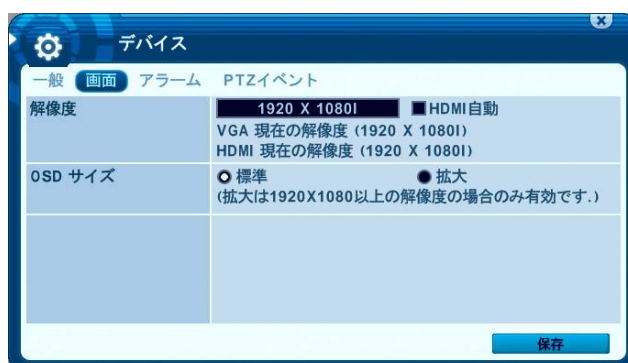 デバイス
一般 画面 アラーム PTZイベント
解像度
1920 X 1080I HDMI自動
VGA 現在の解像度 (1920 X 1080I)
HDMI 現在の解像度 (1920 X 1080I)
OSD サイズ
標準 拡大
(拡大は1920X1080以上の解像度の場合のみ有効です.)
保存